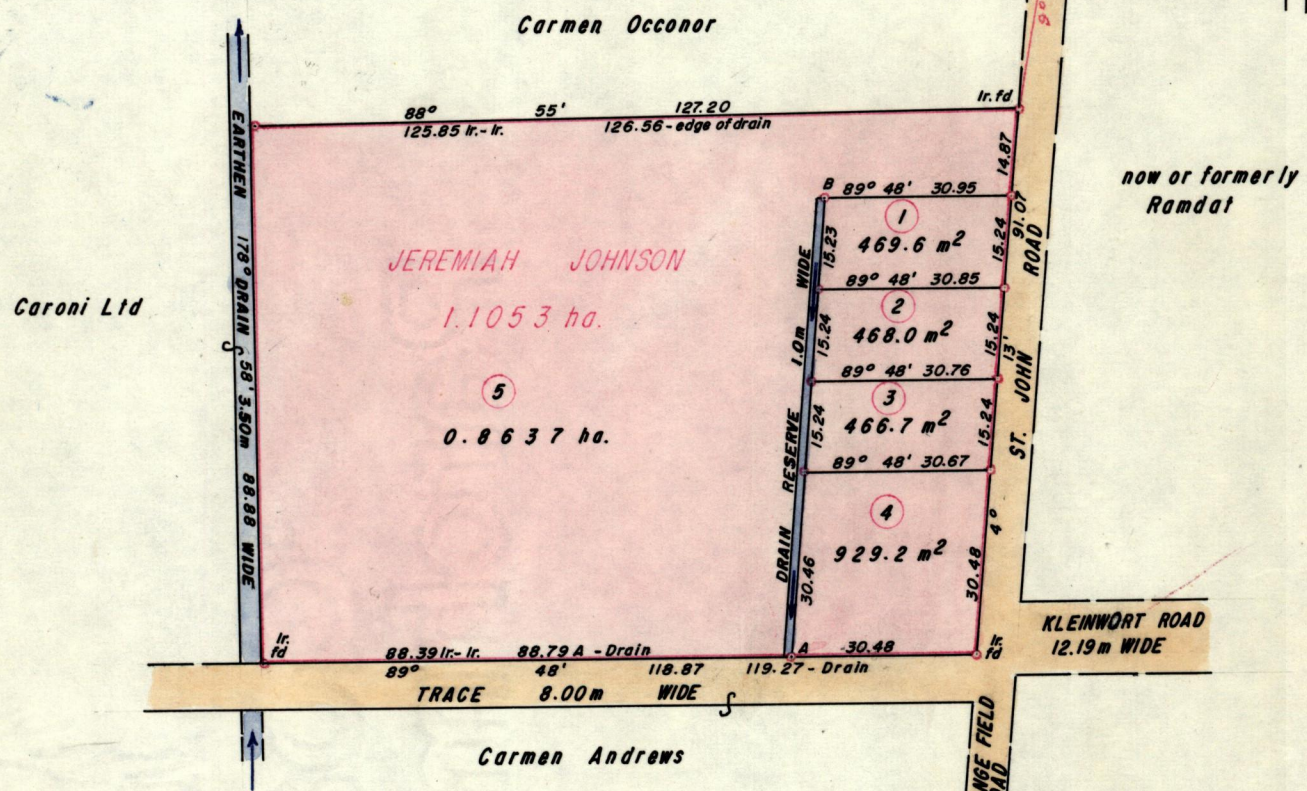 Carmen Occonor
9°
88° 55' 127.20
Ir. fd
125.85 Ir.- Ir. 126.56 - edge of drain
EARTHEN DRAIN 3.50m WIDE
178° 58' 88.88
14.87
now or formerly
Ramdat
B 89° 48' 30.95
1
469.6 m²
15.23
15.24
91.07
ROAD
JEREMIAH JOHNSON
1.1053 ha.
Caroni Ltd
89° 48' 30.85
2
468.0 m²
15.24
15.24
13'
ST. JOHN
89° 48' 30.76
3
466.7 m²
15.24
15.24
5
0.8637 ha.
DRAIN RESERVE 1.0m WIDE
89° 48' 30.67
4
929.2 m²
30.46
30.48
4°
KLEINWORT ROAD
12.19m WIDE
Ir.
fd
88.39 Ir.- Ir. 88.79 A - Drain
A 30.48
Ir.
fd
89° 48' 118.87 119.27 - Drain
TRACE 8.00m WIDE
NGE FIELD
AD
Carmen Andrews